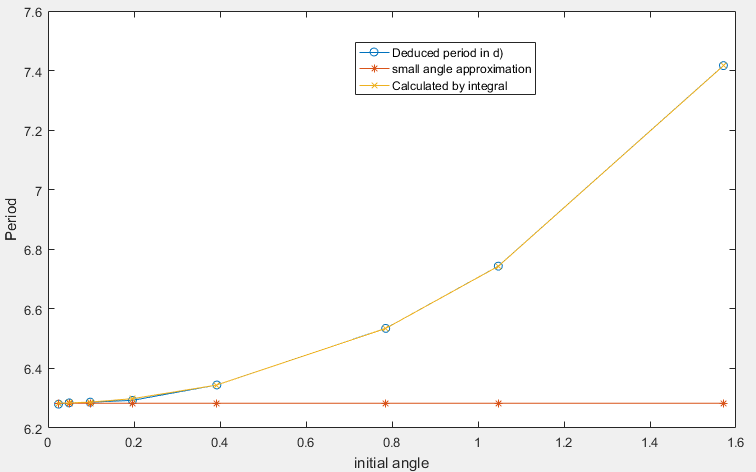 7.6
7.4
7.2
7
6.8
6.6
6.4
6.2
Period
Deduced period in d)
small angle approximation
Calculated by integral
0 0.2 0.4 0.6 0.8 1 1.2 1.4 1.6
initial angle